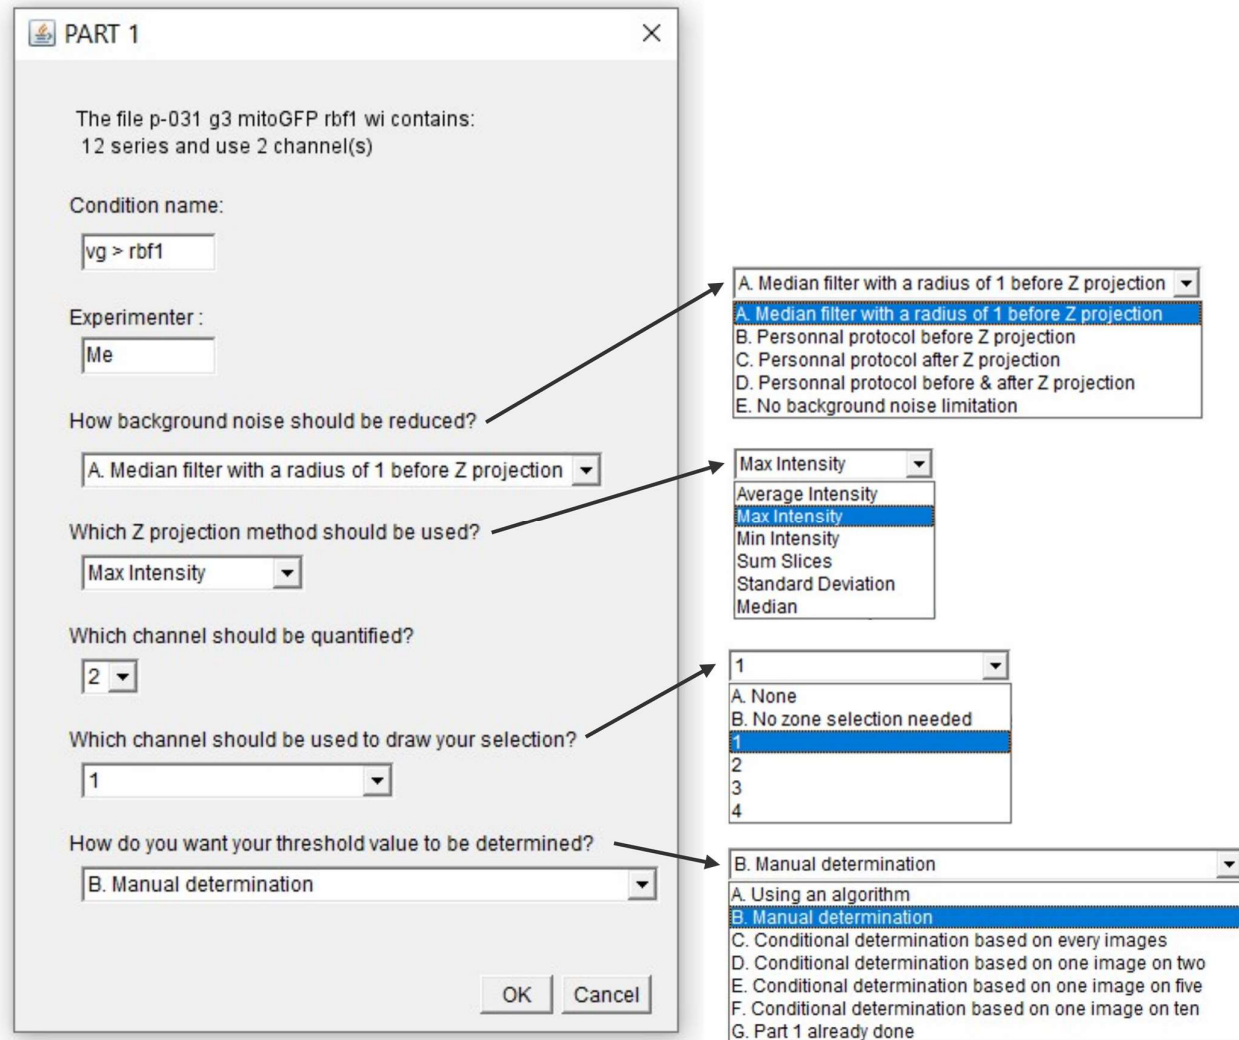 PART 1
The file p-031 g3 mitoGFP rbf1 wi contains:
12 series and use 2 channel(s)
Condition name:
vg > rbf1
Experimenter :
Me
How background noise should be reduced?
A. Median filter with a radius of 1 before Z projection
Which Z projection method should be used?
Max Intensity
Which channel should be quantified?
2
Which channel should be used to draw your selection?
1
How do you want your threshold value to be determined?
B. Manual determination
OK Cancel
A. Median filter with a radius of 1 before Z projection
A. Median filter with a radius of 1 before Z projection
B. Personnal protocol before Z projection
C. Personnal protocol after Z projection
D. Personnal protocol before & after Z projection
E. No background noise limitation
Max Intensity
Average Intensity
Max Intensity
Min Intensity
Sum Slices
Standard Deviation
Median
1
A. None
B. No zone selection needed
1
2
3
4
B. Manual determination
A. Using an algorithm
B. Manual determination
C. Conditional determination based on every images
D. Conditional determination based on one image on two
E. Conditional determination based on one image on five
F. Conditional determination based on one image on ten
G. Part 1 already done